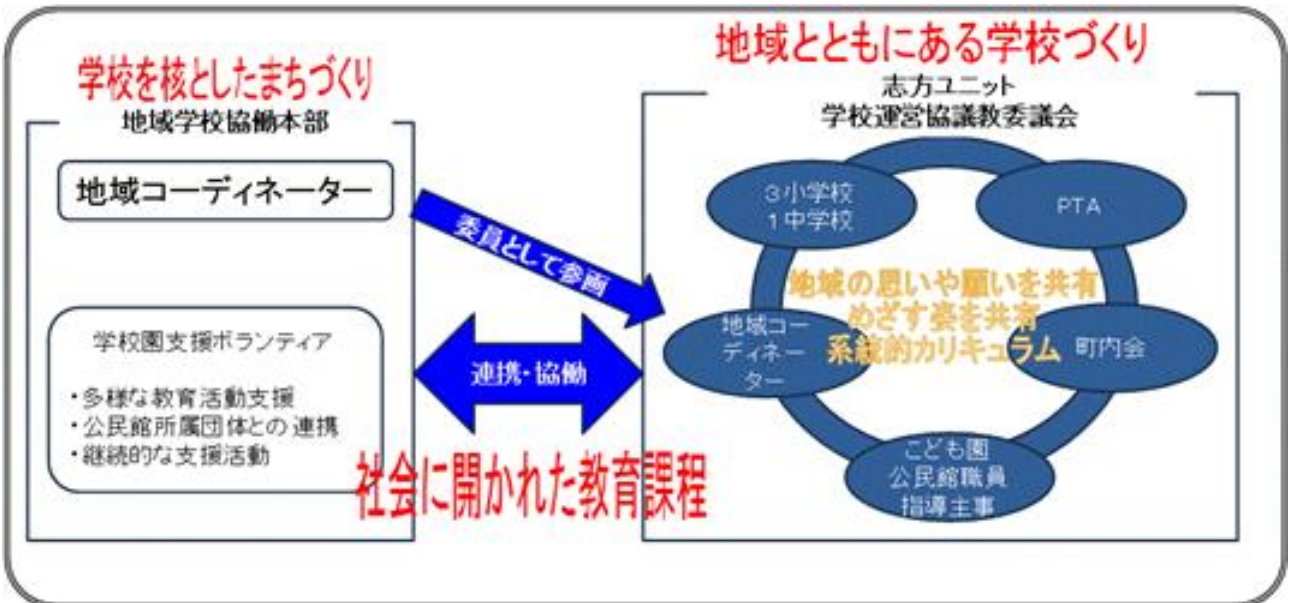 学校を核としたまちづくり
地域学校協働本部
地域コーディネーター
学校園支援ボランティア
・多様な教育活動支援
・公民館所属団体との連携
・継続的な支援活動
委員として参画
連携・協働
社会に開かれた教育課程
地域とともにある学校づくり
志方ユニット
学校運営協議教委議会
3小学校
1中学校
PTA
地域の思いや願いを共有
めざす姿を共有
系統的カリキュラム
地域コー
ディネー
ター
町内会
こども園
公民館職員
指導主事